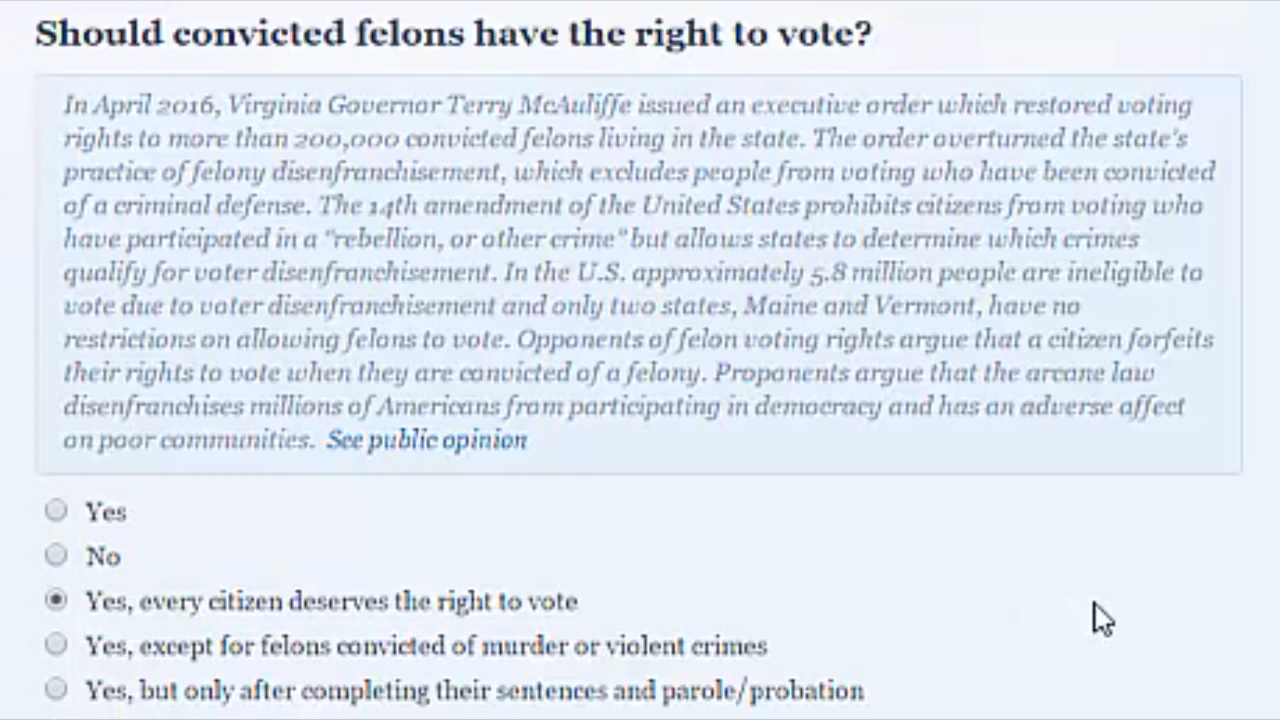 Should convicted felons have the right to vote?
In April 2016, Virginia Governor Terry McAuliffe issued an executive order which restored voting
rights to more than 200,000 convicted felons living in the state. The order overturned the state's
practice of felony disenfranchisement, which excludes people from voting who have been convicted
of a criminal defense. The 14th amendment of the United States prohibits citizens from voting who
have participated in a "rebellion, or other crime" but allows states to determine which crimes
qualify for voter disenfranchisement. In the U.S. approximately 5.8 million people are ineligible to
vote due to voter disenfranchisement and only two states, Maine and Vermont, have no
restrictions on allowing felons to vote. Opponents of felon voting rights argue that a citizen forfeits
their rights to vote when they are convicted of a felony. Proponents argue that the arcane law
disenfranchises millions of Americans from participating in democracy and has an adverse affect
on poor communities. See public opinion
Yes
No
Yes, every citizen deserves the right to vote
Yes, except for felons convicted of murder or violent crimes
Yes, but only after completing their sentences and parole/probation